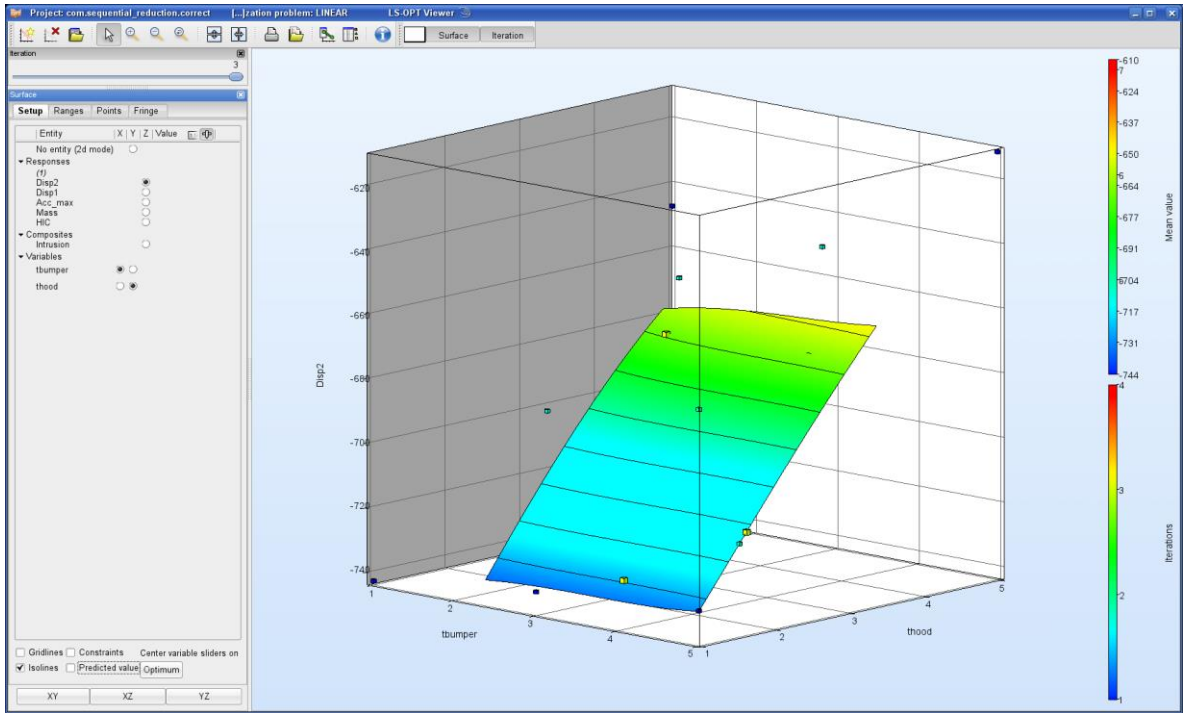 Project: com.sequential_reduction.correct [...]zation problem: LINEAR LS-OPT Viewer
Surface Iteration
Iteration
3
Surface
Setup Ranges Points Fringe
Entity X Y Z Value
No entity (2d mode)
Responses
(1)
Disp2
Disp1
Acc_max
Mass
HIC
Composites
Intrusion
Variables
tbumper
thood
Gridlines Constraints Center variable sliders on
Isolines Predicted value Optimum
XY XZ YZ
Disp2
-620
-640
-660
-680
-700
-720
-740
1
2
3
4
5
tbumper
1
2
3
4
5
thood
-610
-624
-637
-650
-664
-677
-691
-704
-717
-731
-744
Mean value
4
3
2
1
Iterations